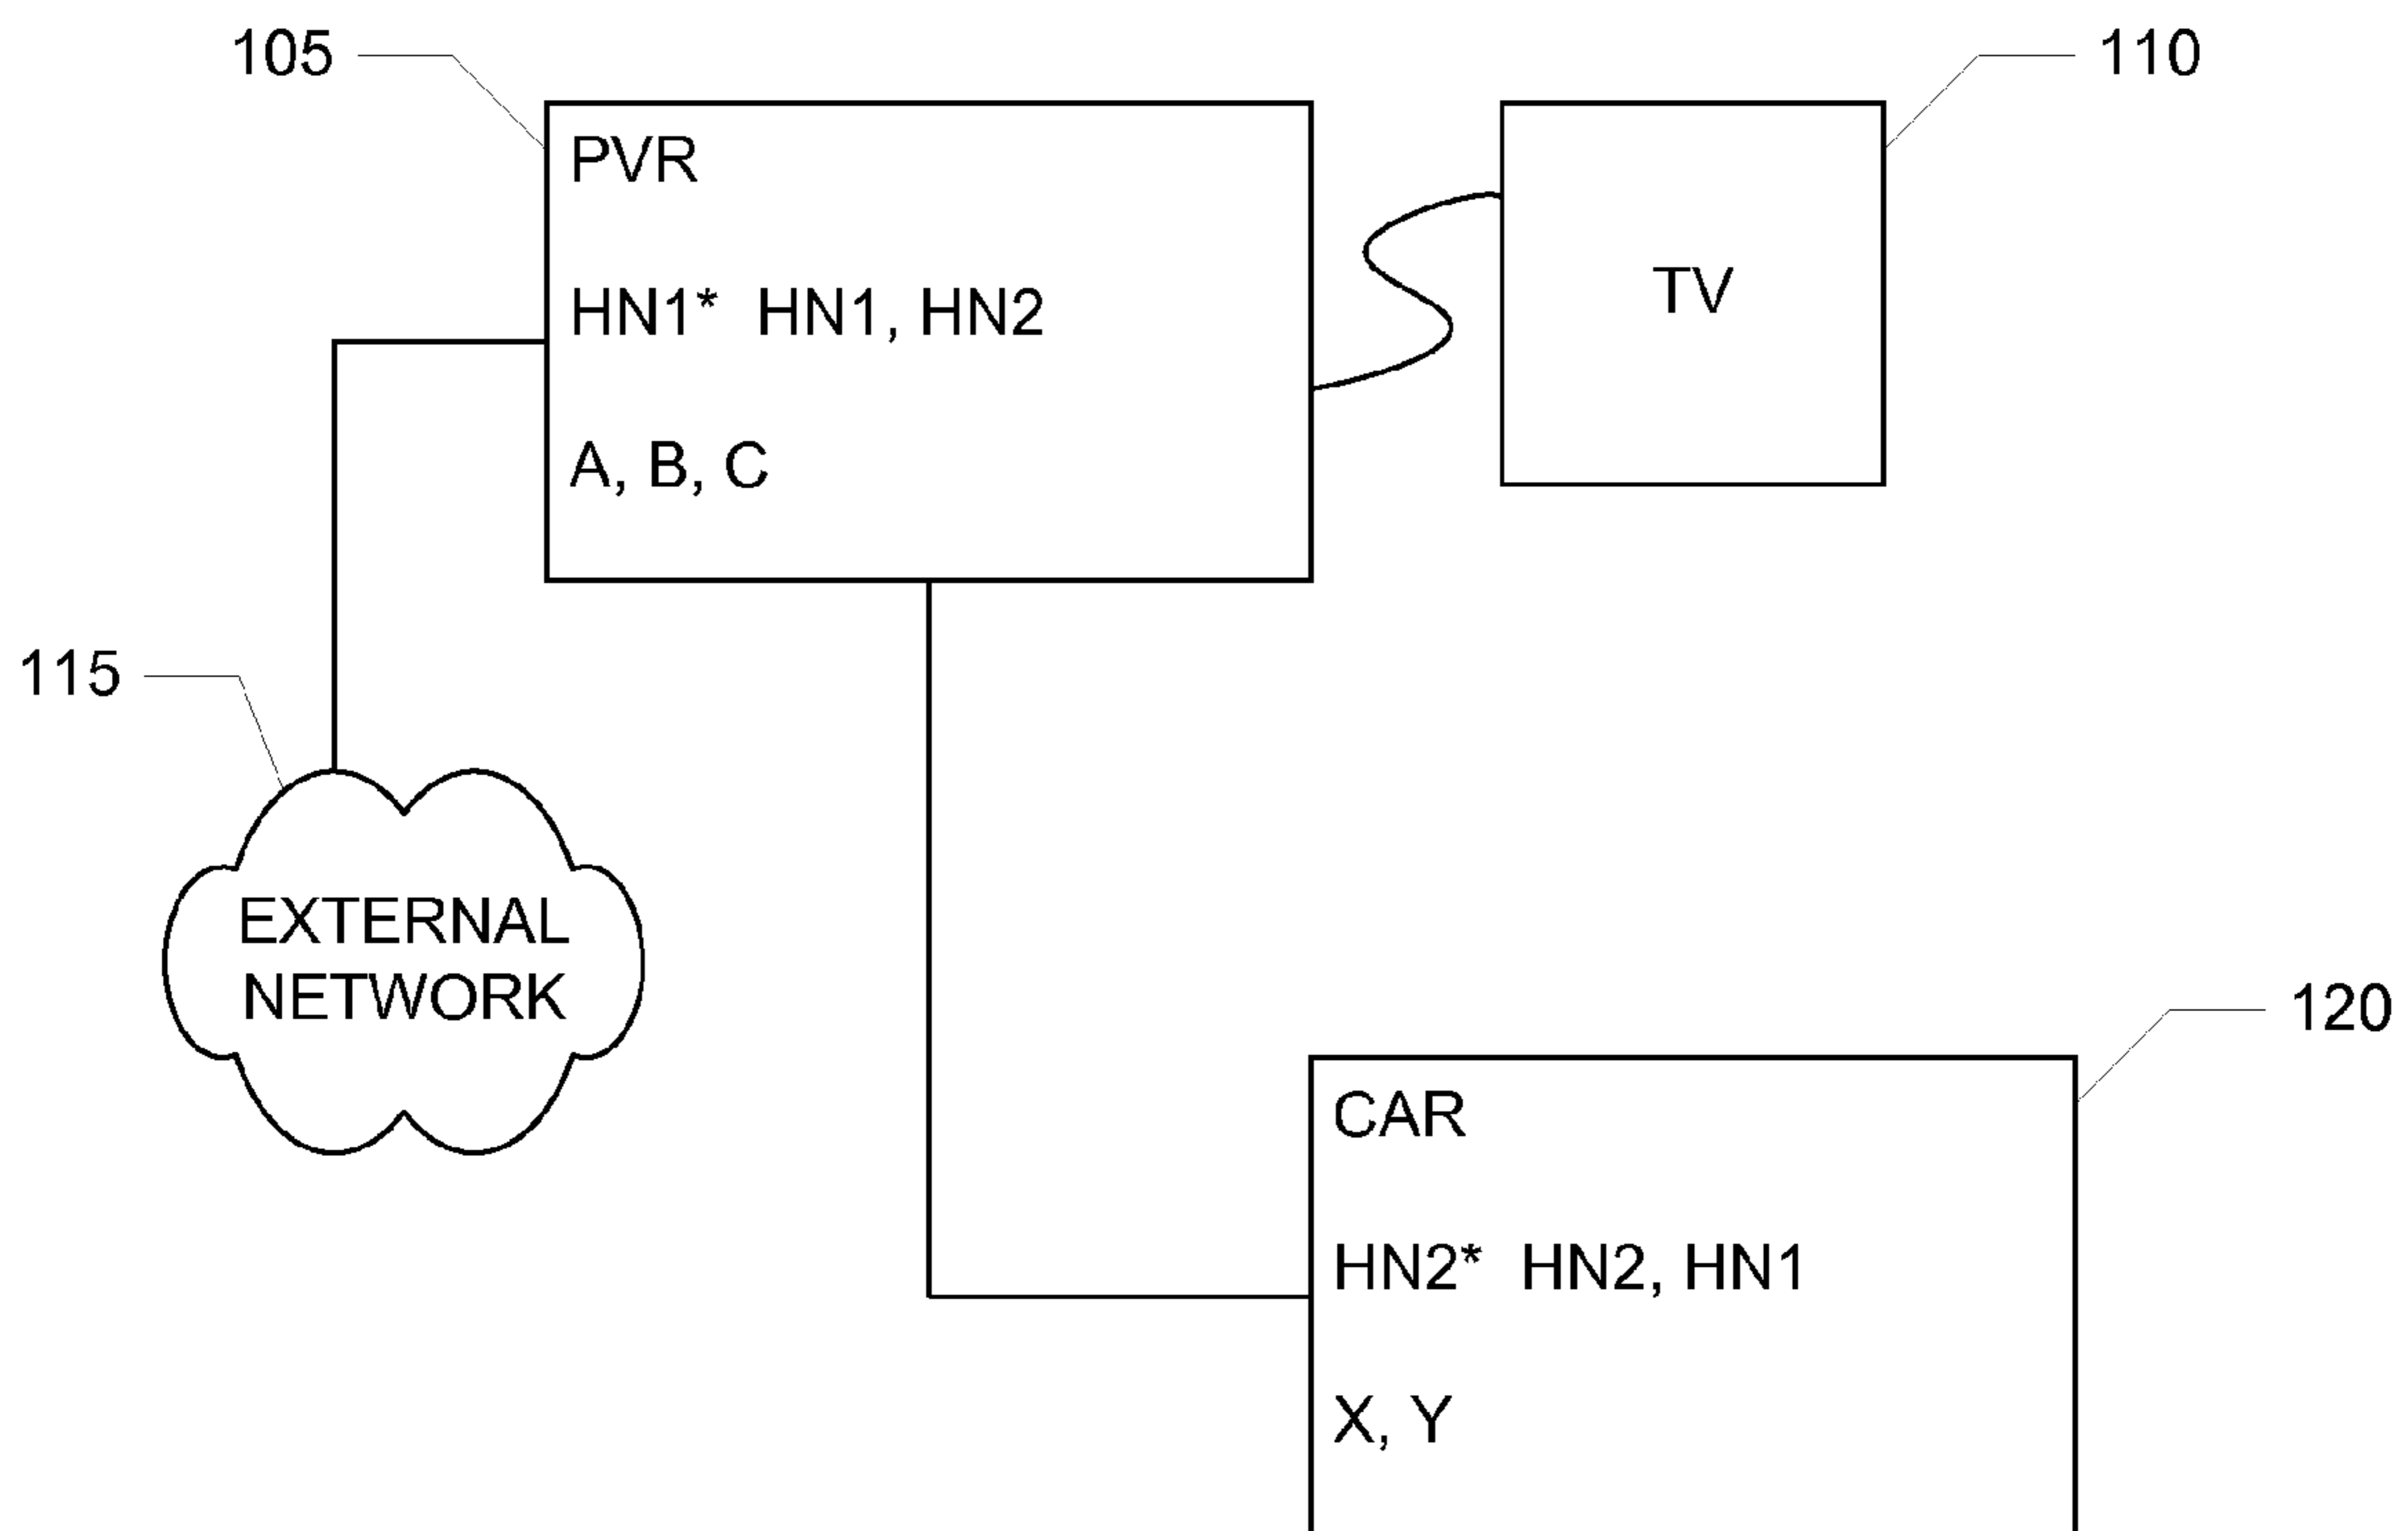 105
110
PVR
HN1* HN1, HN2
TV
A, B, C
115
EXTERNAL
NETWORK
120
CAR
HN2* HN2, HN1
X, Y